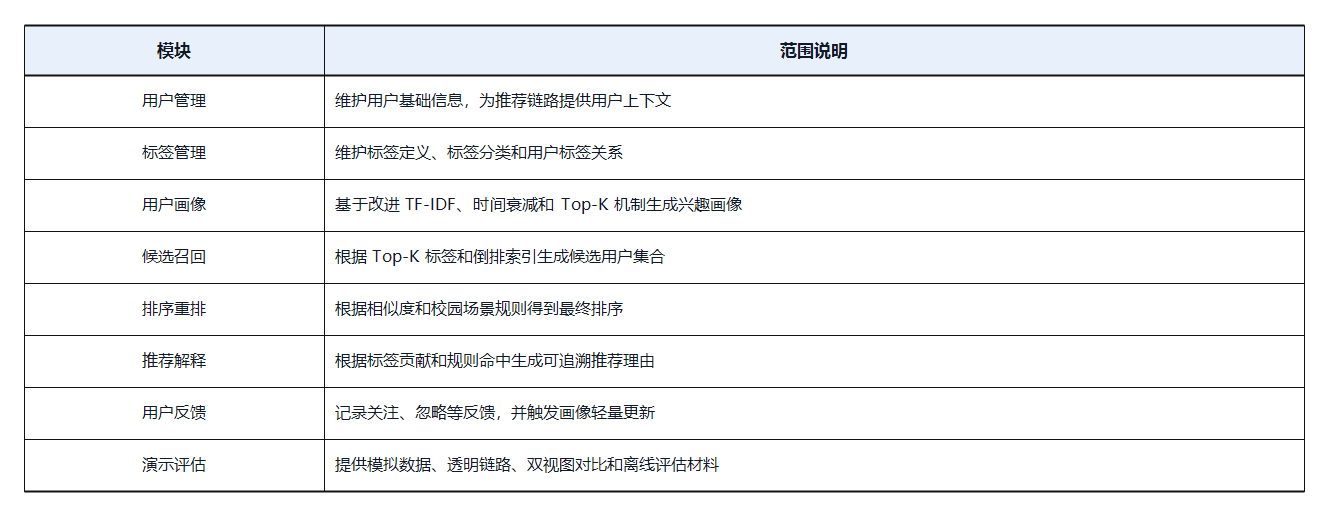 模块 范围说明
用户管理 维护用户基础信息，为推荐链路提供用户上下文
标签管理 维护标签定义、标签分类和用户标签关系
用户画像 基于改进 TF-IDF、时间衰减和 Top-K 机制生成兴趣画像
候选召回 根据 Top-K 标签和倒排索引生成候选用户集合
排序重排 根据相似度和校园场景规则得到最终排序
推荐解释 根据标签贡献和规则命中生成可追溯推荐理由
用户反馈 记录关注、忽略等反馈，并触发画像轻量更新
演示评估 提供模拟数据、透明链路、双视图对比和离线评估材料